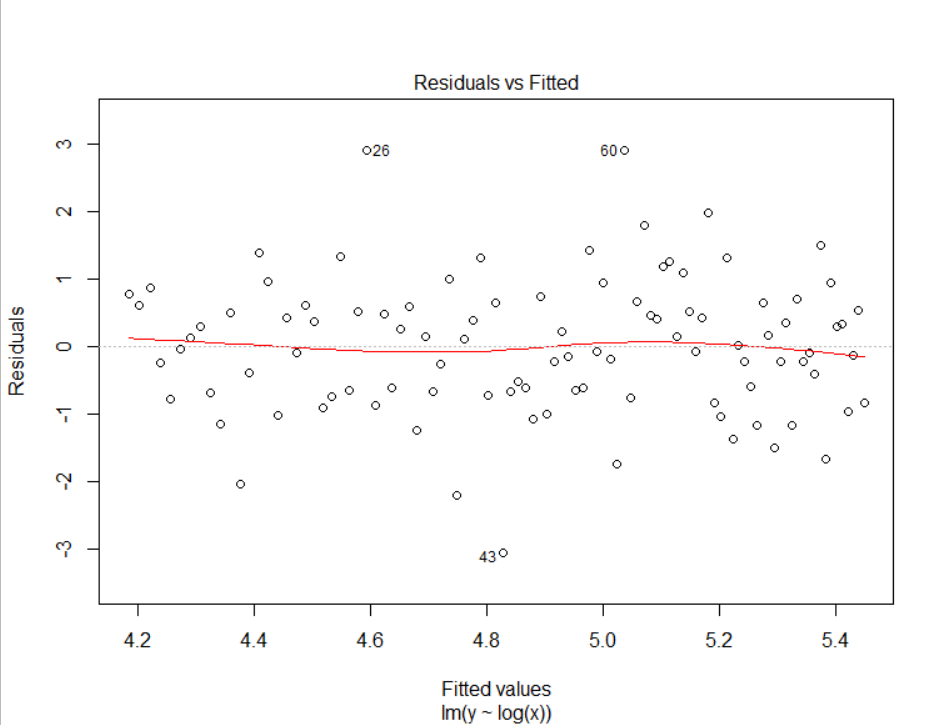 Residuals vs Fitted
3
2
1
0
-1
-2
-3
Residuals
26
60
43
4.2 4.4 4.6 4.8 5.0 5.2 5.4
Fitted values
lm(y ~ log(x))